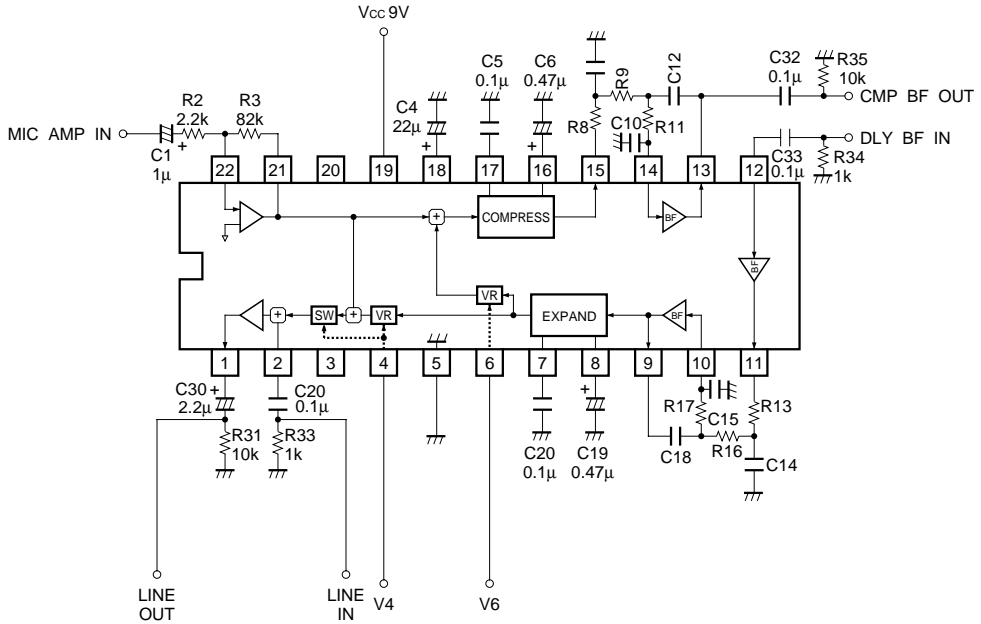 VCC 9V
C5
0.1µ
C6
0.47µ
C4
22µ
+
+
R9
C12
C32
0.1µ
R35
10k
CMP BF OUT
MIC AMP IN
R2
2.2k
R3
82k
C1
1µ
+
R8
C10
R11
DLY BF IN
C33
0.1µ
R34
1k
22
21
20
19
18
17
16
15
14
13
12
+
COMPRESS
BF
BF
VR
EXPAND
BF
+
SW
+
VR
1
2
3
4
5
6
7
8
9
10
11
C30
2.2µ
+
C20
0.1µ
R31
10k
R33
1k
+
C20
0.1µ
C19
0.47µ
C18
R17
C15
R16
R13
C14
LINE
OUT
LINE
IN
V4
V6